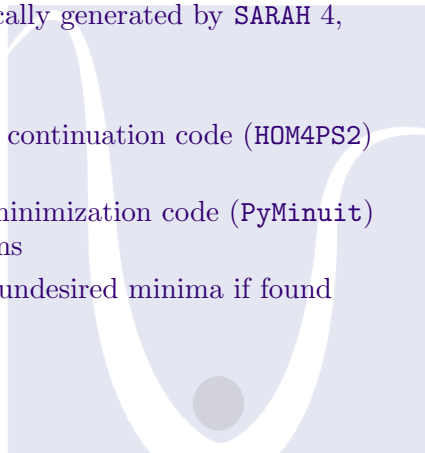 cally generated by SARAH 4,
continuation code (HOM4PS2)
minimization code (PyMinuit)
ns
undesired minima if found